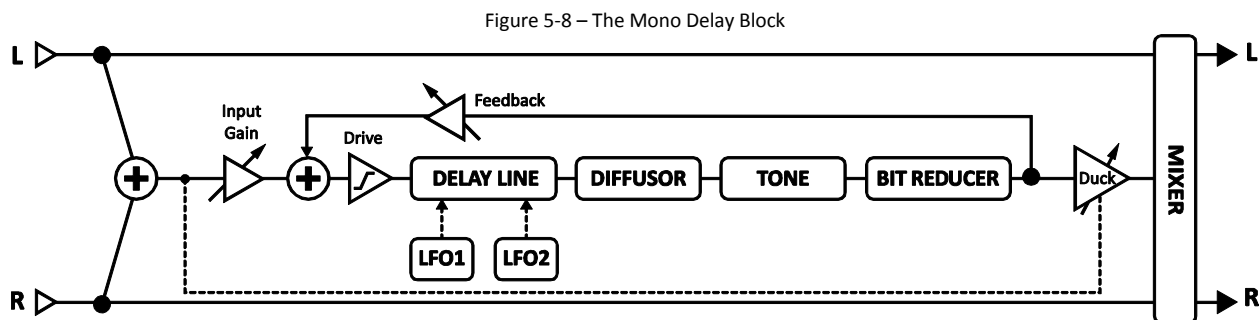 Figure 5-8 – The Mono Delay Block
L
L
Input
Gain
Feedback
Drive
DELAY LINE
DIFFUSOR
TONE
BIT REDUCER
Duck
MIXER
LFO1
LFO2
R
R